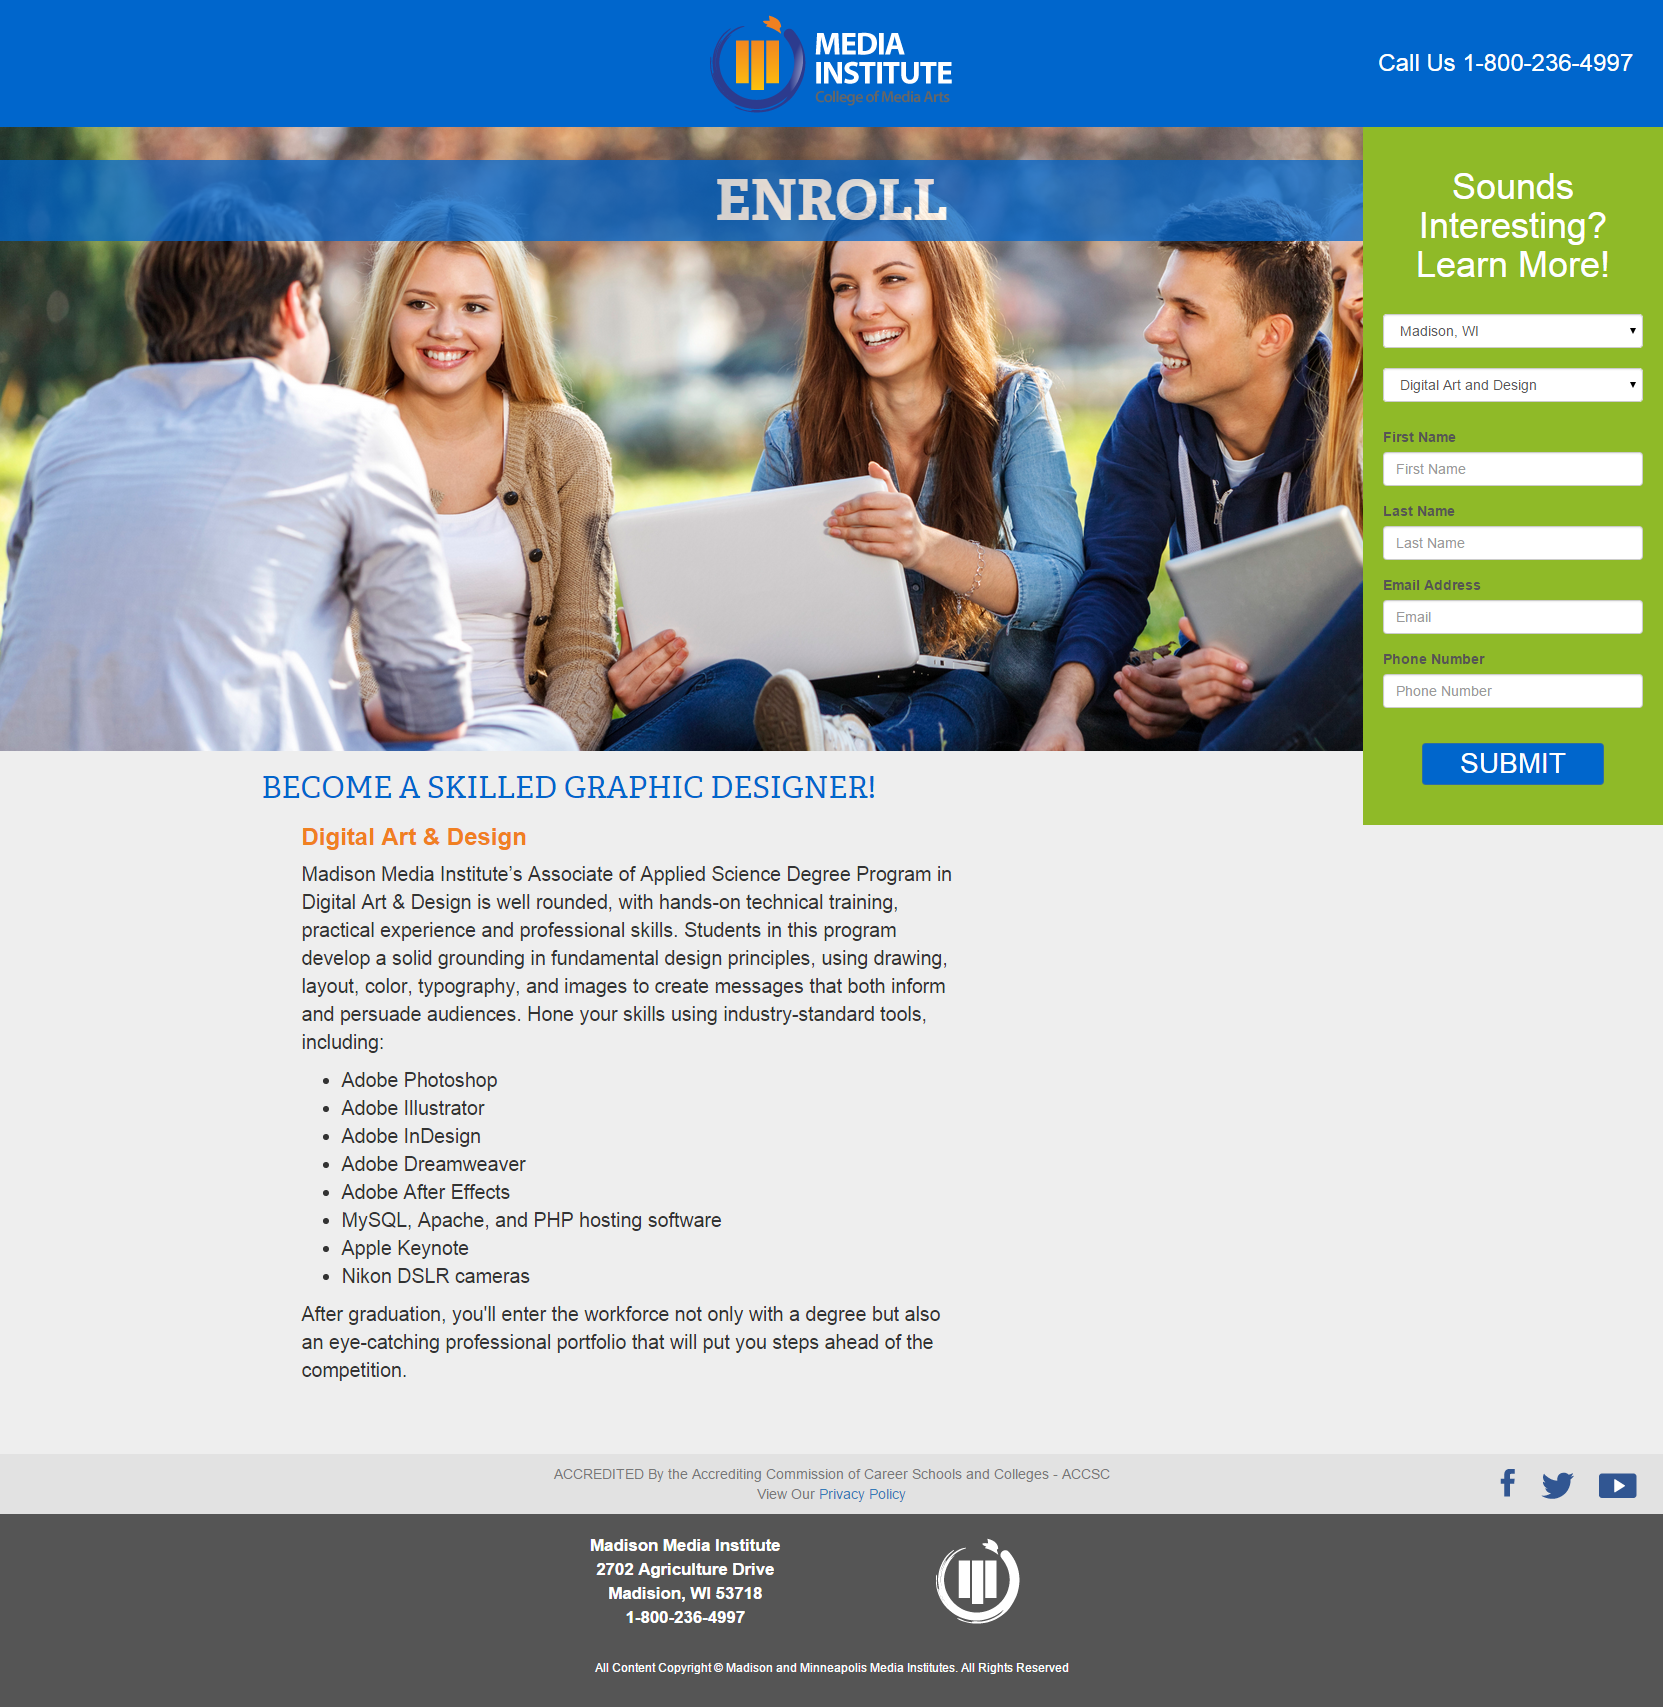 MEDIA
INSTITUTE
College of Media Arts
Call Us 1-800-236-4997
ENROLL
Sounds
Interesting?
Learn More!
Madison, WI
Digital Art and Design
First Name
First Name
Last Name
Last Name
Email Address
Email
Phone Number
Phone Number
SUBMIT
BECOME A SKILLED GRAPHIC DESIGNER!
Digital Art & Design
Madison Media Institute’s Associate of Applied Science Degree Program in
Digital Art & Design is well rounded, with hands-on technical training,
practical experience and professional skills. Students in this program
develop a solid grounding in fundamental design principles, using drawing,
layout, color, typography, and images to create messages that both inform
and persuade audiences. Hone your skills using industry-standard tools,
including:
• Adobe Photoshop
• Adobe Illustrator
• Adobe InDesign
• Adobe Dreamweaver
• Adobe After Effects
• MySQL, Apache, and PHP hosting software
• Apple Keynote
• Nikon DSLR cameras
After graduation, you'll enter the workforce not only with a degree but also
an eye-catching professional portfolio that will put you steps ahead of the
competition.
ACCREDITED By the Accrediting Commission of Career Schools and Colleges - ACCSC
View Our Privacy Policy
Madison Media Institute
2702 Agriculture Drive
Madision, WI 53718
1-800-236-4997
All Content Copyright © Madison and Minneapolis Media Institutes. All Rights Reserved